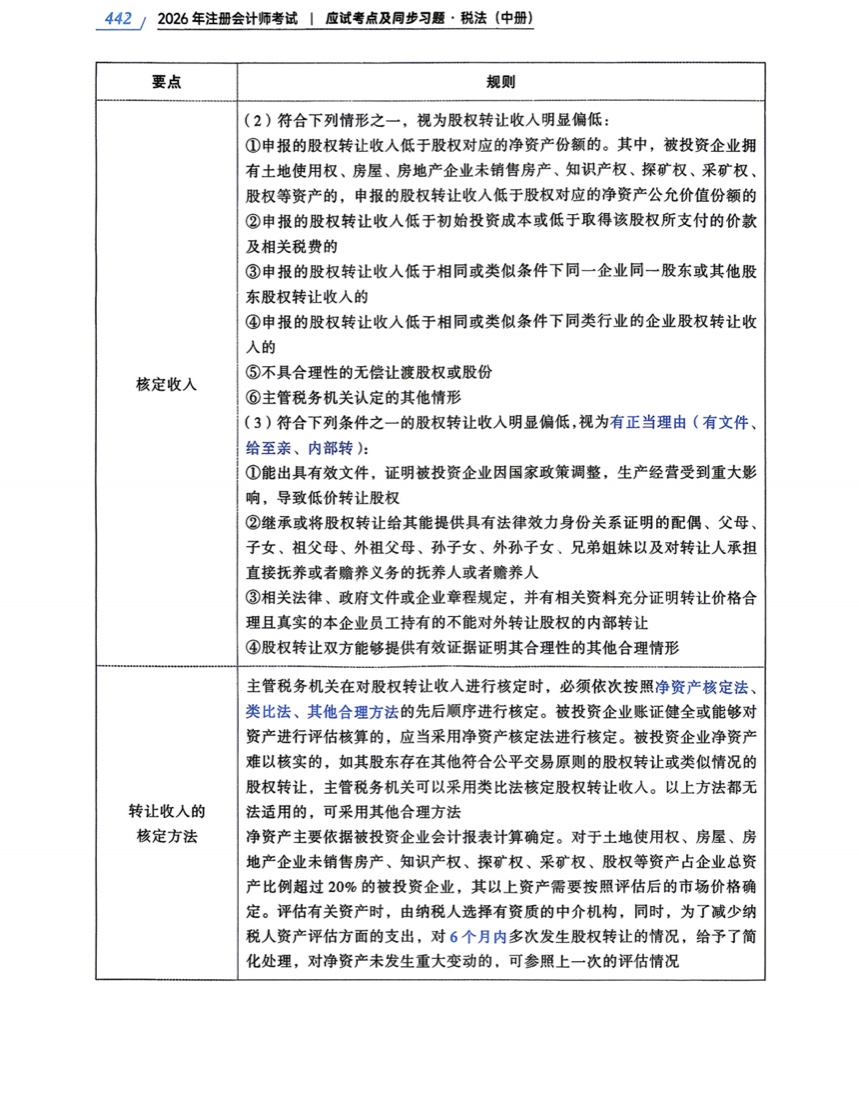 442 2026年注册会计师考试 | 应试考点及同步习题·税法（中册）
要点
规则
核定收入
（2）符合下列情形之一，视为股权转让收入明显偏低：
①申报的股权转让收入低于股权对应的净资产份额的。其中，被投资企业拥
有土地使用权、房屋、房地产企业未销售房产、知识产权、探矿权、采矿权、
股权等资产的，申报的股权转让收入低于股权对应的净资产公允价值份额的
②申报的股权转让收入低于初始投资成本或低于取得该股权所支付的价款
及相关税费的
③申报的股权转让收入低于相同或类似条件下同一企业同一股东或其他股
东股权转让收入的
④申报的股权转让收入低于相同或类似条件下同类行业的企业股权转让收
入的
⑤不具合理性的无偿让渡股权或股份
⑥主管税务机关认定的其他情形
（3）符合下列条件之一的股权转让收入明显偏低，视为有正当理由（有文件、
给至亲、内部转）：
①能出具有效文件，证明被投资企业因国家政策调整，生产经营受到重大影
响，导致低价转让股权
②继承或将股权转让给其能提供具有法律效力身份关系证明的配偶、父母、
子女、祖父母、外祖父母、孙子女、外孙子女、兄弟姐妹以及对转让人承担
直接抚养或者赡养义务的抚养人或者赡养人
③相关法律、政府文件或企业章程规定，并有相关资料充分证明转让价格合
理且真实的本企业员工持有的不能对外转让股权的内部转让
④股权转让双方能够提供有效证据证明其合理性的其他合理情形
转让收入的
核定方法
主管税务机关在对股权转让收入进行核定时，必须依次按照净资产核定法、
类比法、其他合理方法的先后顺序进行核定。被投资企业账证健全或能够对
资产进行评估核算的，应当采用净资产核定法进行核定。被投资企业净资产
难以核实的，如其股东存在其他符合公平交易原则的股权转让或类似情况的
股权转让，主管税务机关可以采用类比法核定股权转让收入。以上方法都无
法适用的，可采用其他合理方法
净资产主要依据被投资企业会计报表计算确定。对于土地使用权、房屋、房
地产企业未销售房产、知识产权、探矿权、采矿权、股权等资产占企业总资
产比例超过20%的被投资企业，其以上资产需要按照评估后的市场价格确
定。评估有关资产时，由纳税人选择有资质的中介机构，同时，为了减少纳
税人资产评估方面的支出，对6个月内多次发生股权转让的情况，给予了简
化处理，对净资产未发生重大变动的，可参照上一次的评估情况